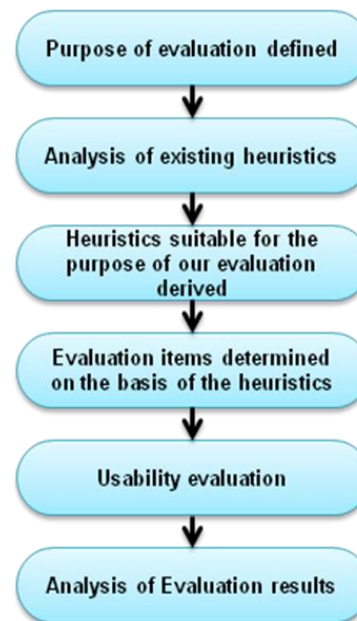 Purpose of evaluation defined
Analysis of existing heuristics
Heuristics suitable for the
purpose of our evaluation
derived
Evaluation items determined
on the basis of the heuristics
Usability evaluation
Analysis of Evaluation results